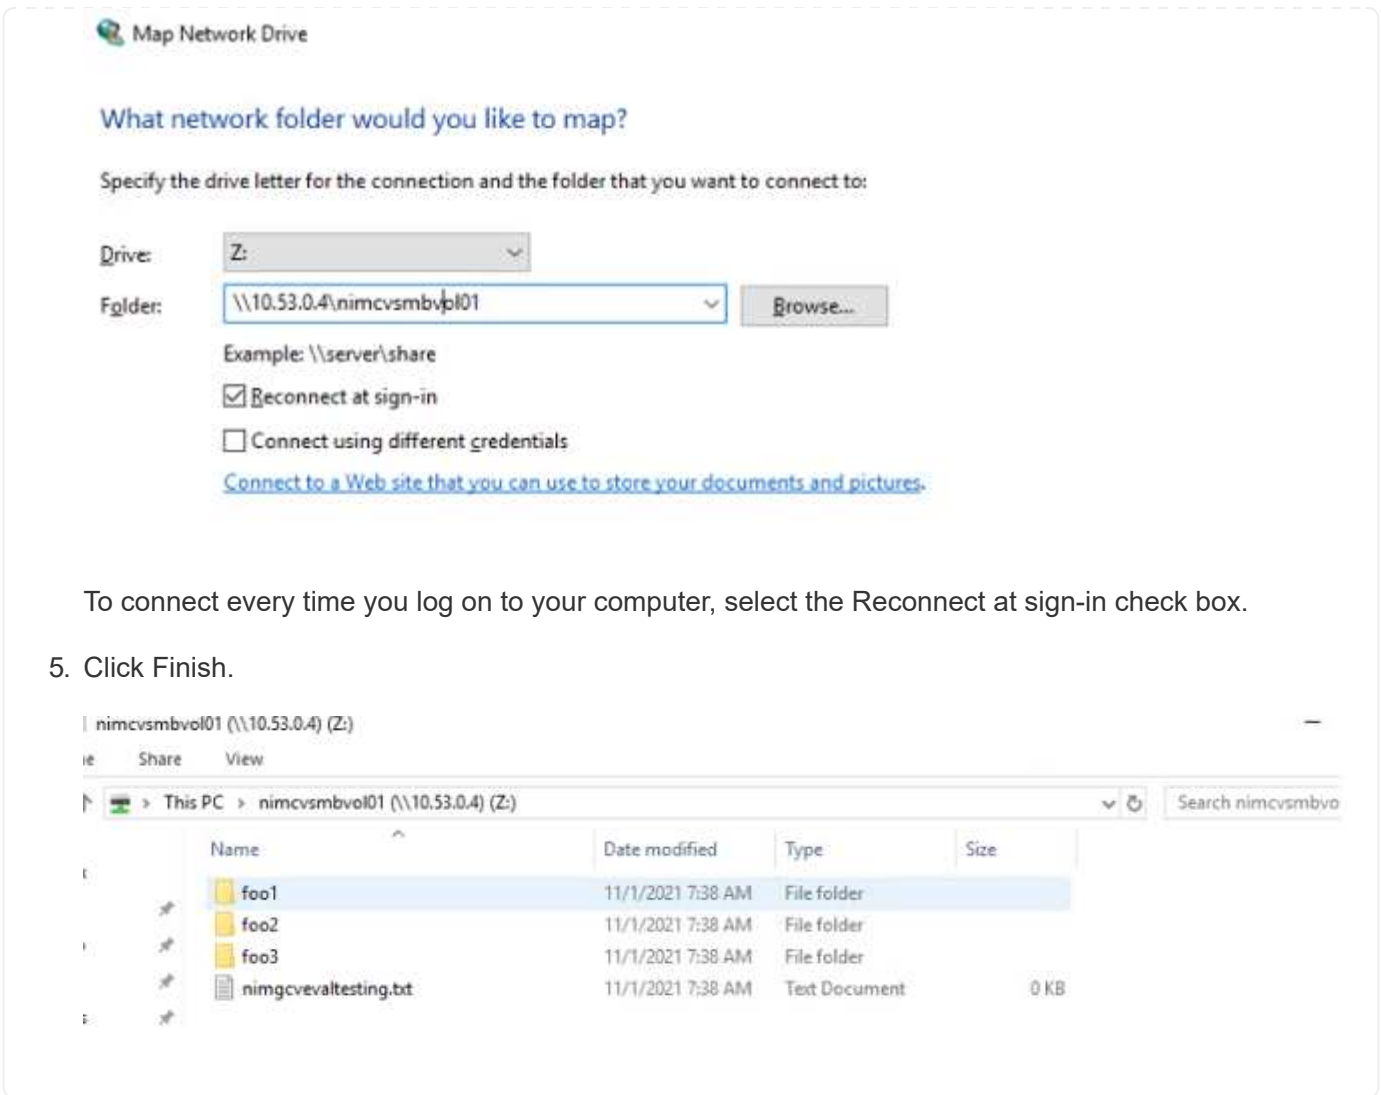 Map Network Drive
What network folder would you like to map?
Specify the drive letter for the connection and the folder that you want to connect to:
Drive: Z:
Folder: \\10.53.0.4\nimcvsmbvol01 Browse...
Example: \\server\share
Reconnect at sign-in
Connect using different credentials
Connect to a Web site that you can use to store your documents and pictures.
To connect every time you log on to your computer, select the Reconnect at sign-in check box.
5. Click Finish.
nimcvsmbvol01 (\\10.53.0.4) (Z:)
Share View
This PC > nimcvsmbvol01 (\\10.53.0.4) (Z:) Search nimcvsmbvo
Name Date modified Type Size
foo1 11/1/2021 7:38 AM File folder
foo2 11/1/2021 7:38 AM File folder
foo3 11/1/2021 7:38 AM File folder
nimgcvevaltesting.txt 11/1/2021 7:38 AM Text Document 0 KB